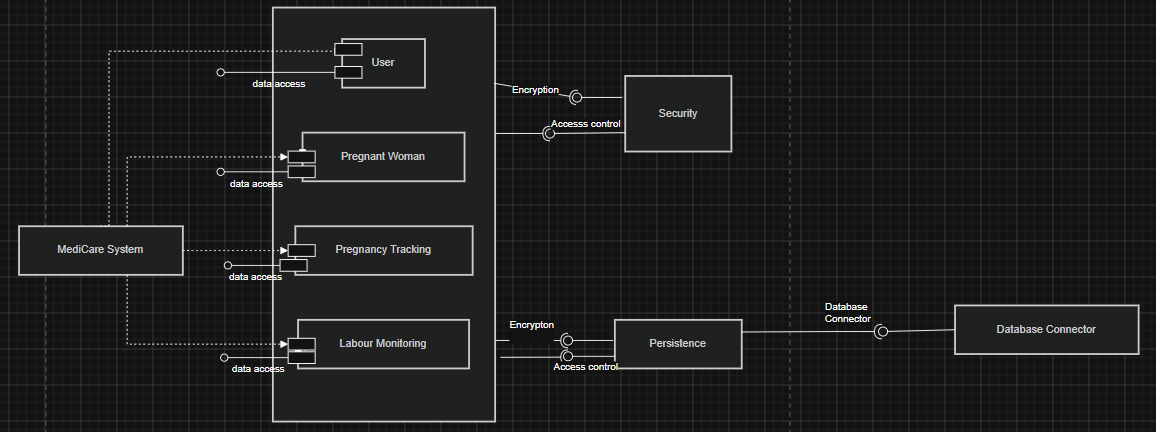 User
data access
Encryption
Security
Accesss control
Pregnant Woman
data access
MediCare System
Pregnancy Tracking
data access
Database
Connector
Encrypton
Database Connector
Labour Monitoring
Persistence
data access
Access control